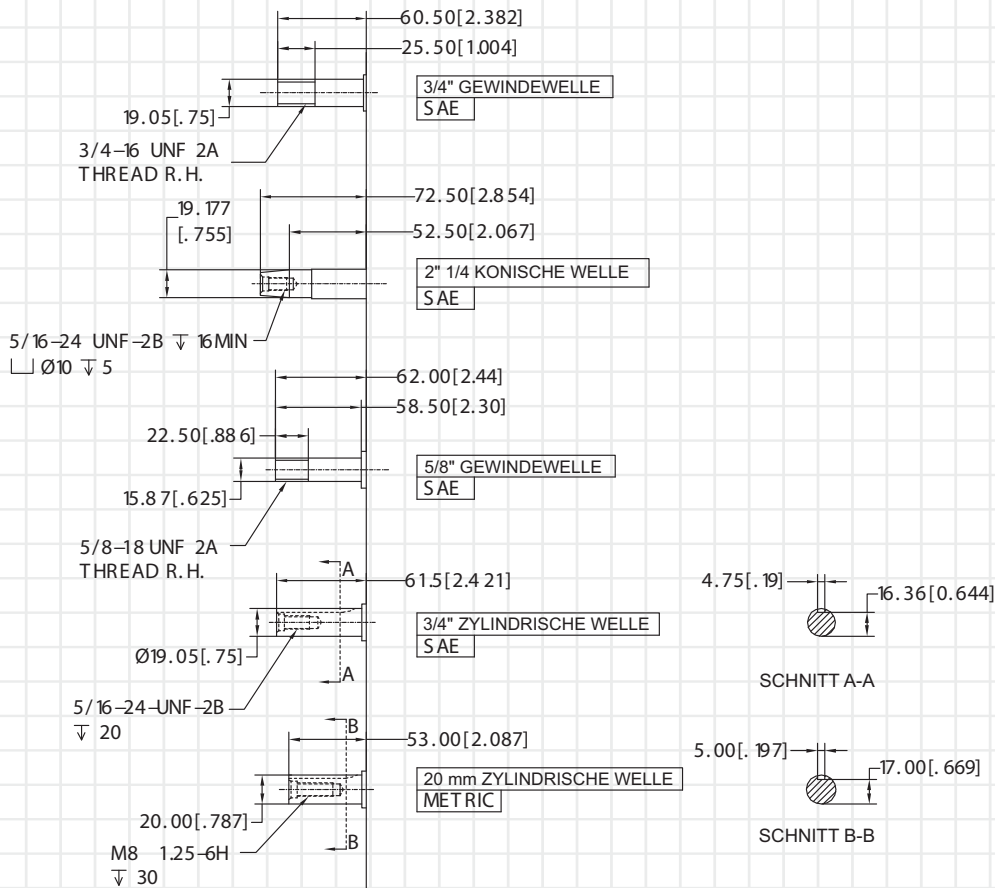 60.50[2.382]
25.50[1.004]
3/4" GEWINDEWELLE
SAE
19.05[.75]
3/4-16 UNF 2A
THREAD R.H.
72.50[2.854]
19.177
[.755]
52.50[2.067]
2" 1/4 KONISCHE WELLE
SAE
5/16-24 UNF-2B ↧ 16MIN
⌴ Ø10 ↧ 5
62.00[2.44]
58.50[2.30]
22.50[.886]
5/8" GEWINDEWELLE
SAE
15.87[.625]
5/8-18 UNF 2A
THREAD R.H.
A
61.5[2.421]
3/4" ZYLINDRISCHE WELLE
SAE
Ø19.05[.75]
A
5/16-24-UNF-2B
↧ 20
4.75[.19]
16.36[0.644]
SCHNITT A-A
B
53.00[2.087]
20 mm ZYLINDRISCHE WELLE
METRIC
20.00[.787]
B
M8 1.25-6H
↧ 30
5.00[.197]
17.00[.669]
SCHNITT B-B